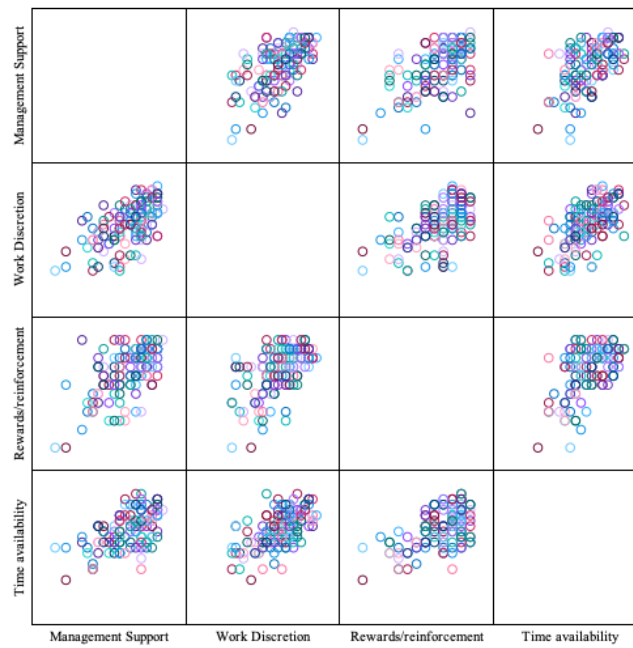 Management Support
Work Discretion
Rewards/reinforcement
Time availability
Management Support
Work Discretion
Rewards/reinforcement
Time availability